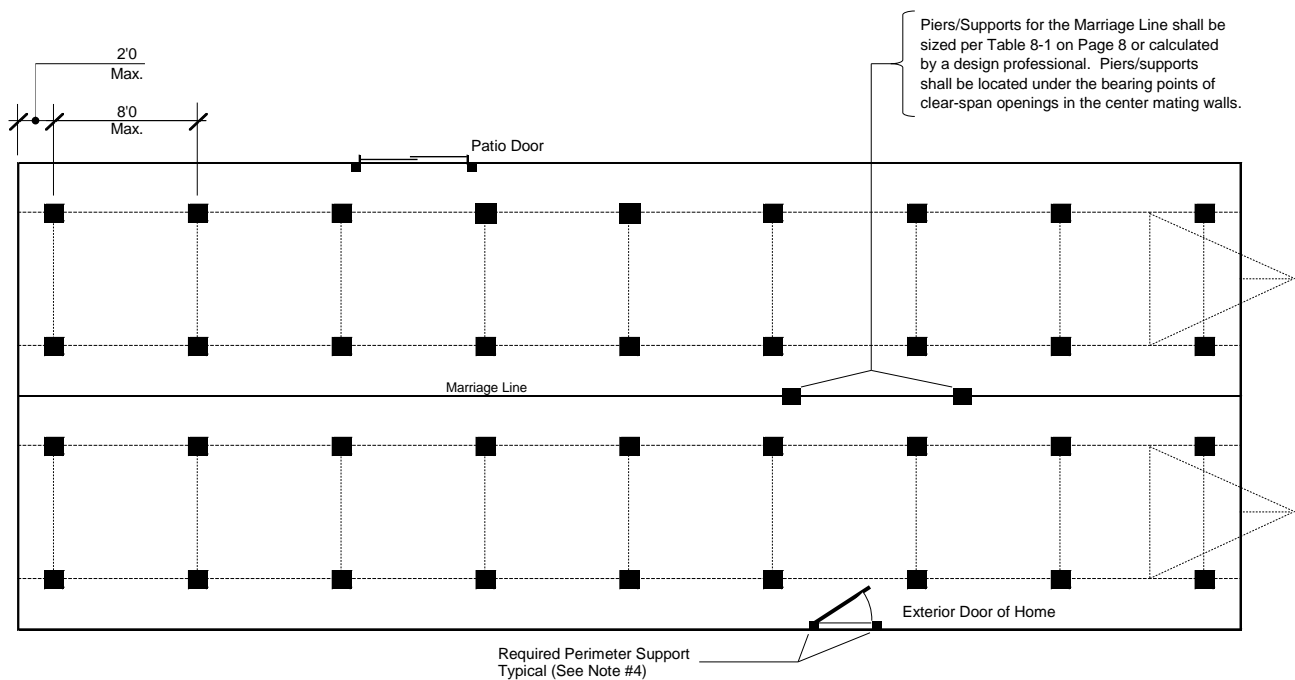 Piers/Supports for the Marriage Line shall be
sized per Table 8-1 on Page 8 or calculated
by a design professional.  Piers/supports
shall be located under the bearing points of
clear-span openings in the center mating walls.
2'0
Max.
8'0
Max.
Patio Door
Marriage Line
Exterior Door of Home
Required Perimeter Support
Typical (See Note #4)